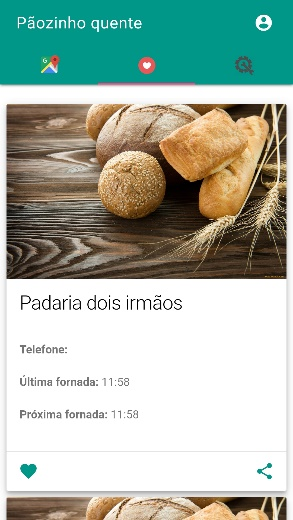 Pãozinho quente
Padaria dois irmãos
Telefone:
Última fornada: 11:58
Próxima fornada: 11:58